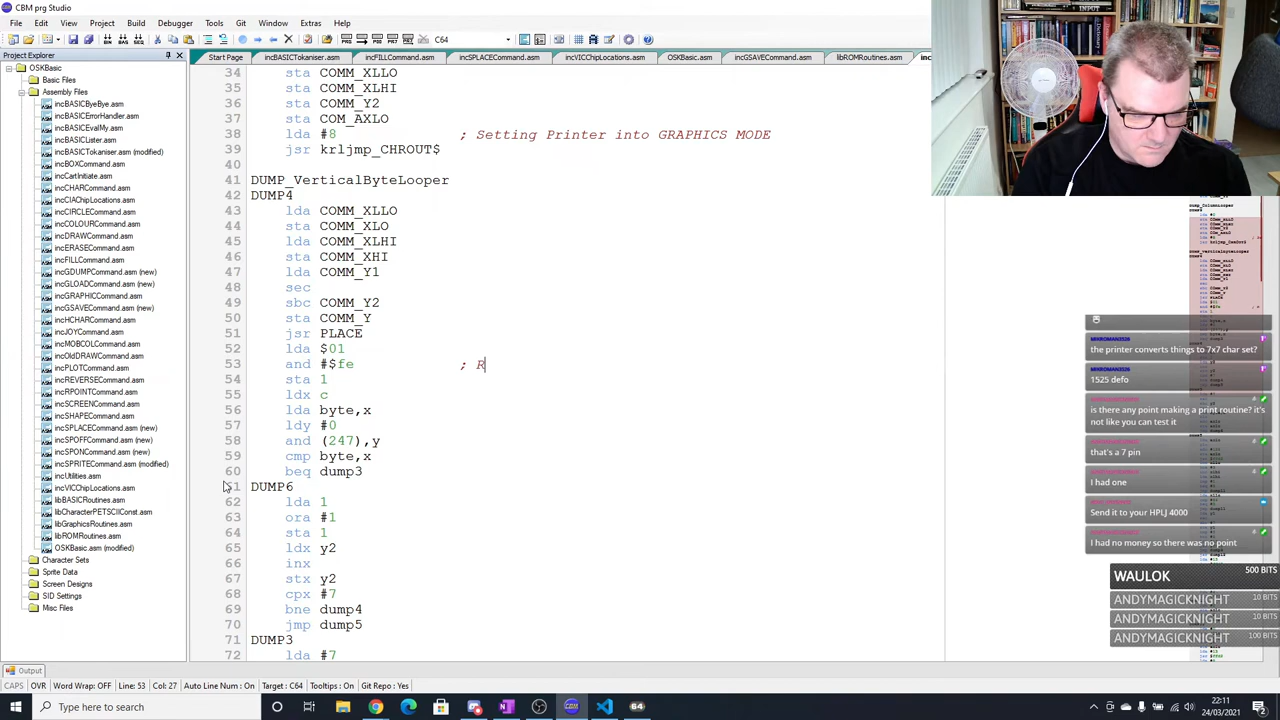 CBM prg Studio
File Edit View Project Build Debugger Tools Git Window Extras Help
C64
Project Explorer
Start Page incBASICTokaniser.asm incFILLCommand.asm incSPLACECommand.asm incVICChipLocations.asm OSKBasic.asm incGSAVECommand.asm libROMRoutines.asm inc
OSKBasic
Basic Files
Assembly Files
incBASICByeBye.asm
incBASICErrorHandler.asm
incBASICEvalMy.asm
incBASICLister.asm
incBASICTokaniser.asm (modified)
incBOXCommand.asm
incCartInitiate.asm
incCHARCommand.asm
incCIAChipLocations.asm
incCIRCLECommand.asm
incCOLOURCommand.asm
incDRAWCommand.asm
incERASECommand.asm
incFILLCommand.asm
incGDUMPCommand.asm (new)
incGLOADCommand.asm (new)
incGRAPHICCommand.asm
incGSAVECommand.asm (new)
incHCHARCommand.asm
incJOYCommand.asm
incMOBCOLCommand.asm
incOldDRAWCommand.asm
incPLOTCommand.asm
incREVERSECommand.asm
incRPOINTCommand.asm
incSCREENCommand.asm
incSHAPECommand.asm
incSPLACECommand.asm (new)
incSPOFFCommand.asm (new)
incSPONCommand.asm (new)
incSPRITECommand.asm (modified)
incUtilities.asm
incVICChipLocations.asm
libBASICRoutines.asm
libCharacterPETSCIIConst.asm
libGraphicsRoutines.asm
libROMRoutines.asm
OSKBasic.asm (modified)
Character Sets
Sprite Data
Screen Designs
SID Settings
Misc Files
34 sta COMM_XLLO
35 sta COMM_XLHI
36 sta COMM_Y2
37 sta COM_AXLO
38 lda #8 ; Setting Printer into GRAPHICS MODE
39 jsr krljmp_CHROUT$
40
41 DUMP_VerticalByteLooper
42 DUMP4
43 lda COMM_XLLO
44 sta COMM_XLO
45 lda COMM_XLHI
46 sta COMM_XHI
47 lda COMM_Y1
48 sec
49 sbc COMM_Y2
50 sta COMM_Y
51 jsr PLACE
52 lda $01
53 and #$fe ; R
54 sta 1
55 ldx c
56 lda byte,x
57 ldy #0
58 and (247),y
59 cmp byte,x
60 beq dump3
61 DUMP6
62 lda 1
63 ora #1
64 sta 1
65 ldx y2
66 inx
67 stx y2
68 cpx #7
69 bne dump4
70 jmp dump5
71 DUMP3
72 lda #7
the printer converts things to 7x7 char set?
1525 defo
is there any point making a print routine? it's
not like you can test it
that's a 7 pin
I had one
Send it to your HPLJ 4000
I had no money so there was no point
WAULOK 500 BITS
ANDYMAGICKNIGHT 10 BITS
ANDYMAGICKNIGHT 10 BITS
ANDYMAGICKNIGHT 100 BITS
Output
CAPS OVR Word Wrap: OFF Line: 53 Col: 27 Auto Line Num : On Target : C64 Tooltips : On Git Repo : Yes
Type here to search
22:11
24/03/2021